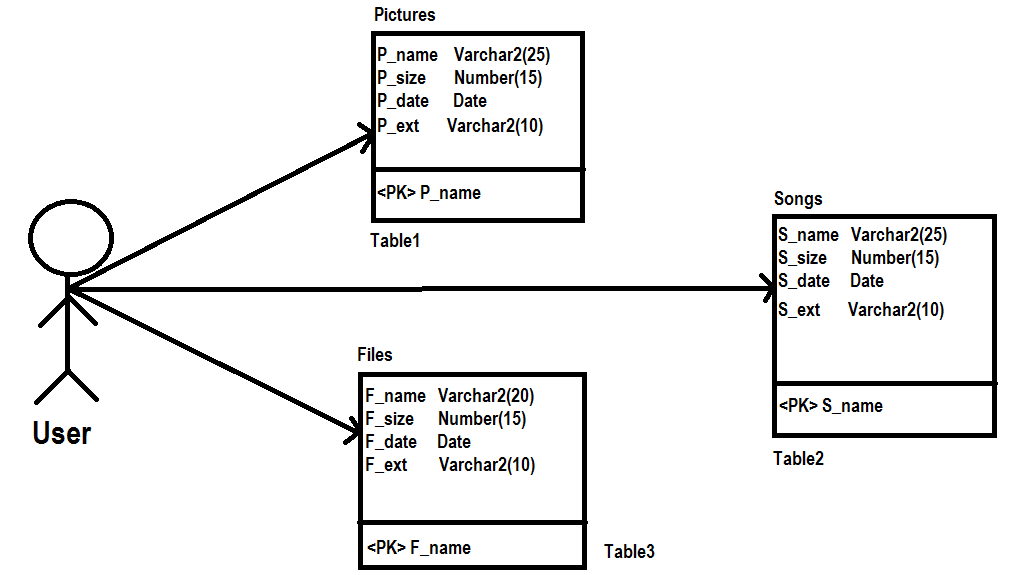 Pictures
P_name Varchar2(25)
P_size Number(15)
P_date Date
P_ext Varchar2(10)
<PK> P_name
Table1
Songs
S_name Varchar2(25)
S_size Number(15)
S_date Date
S_ext Varchar2(10)
<PK> S_name
Table2
Files
F_name Varchar2(20)
F_size Number(15)
F_date Date
F_ext Varchar2(10)
<PK> F_name
Table3
User